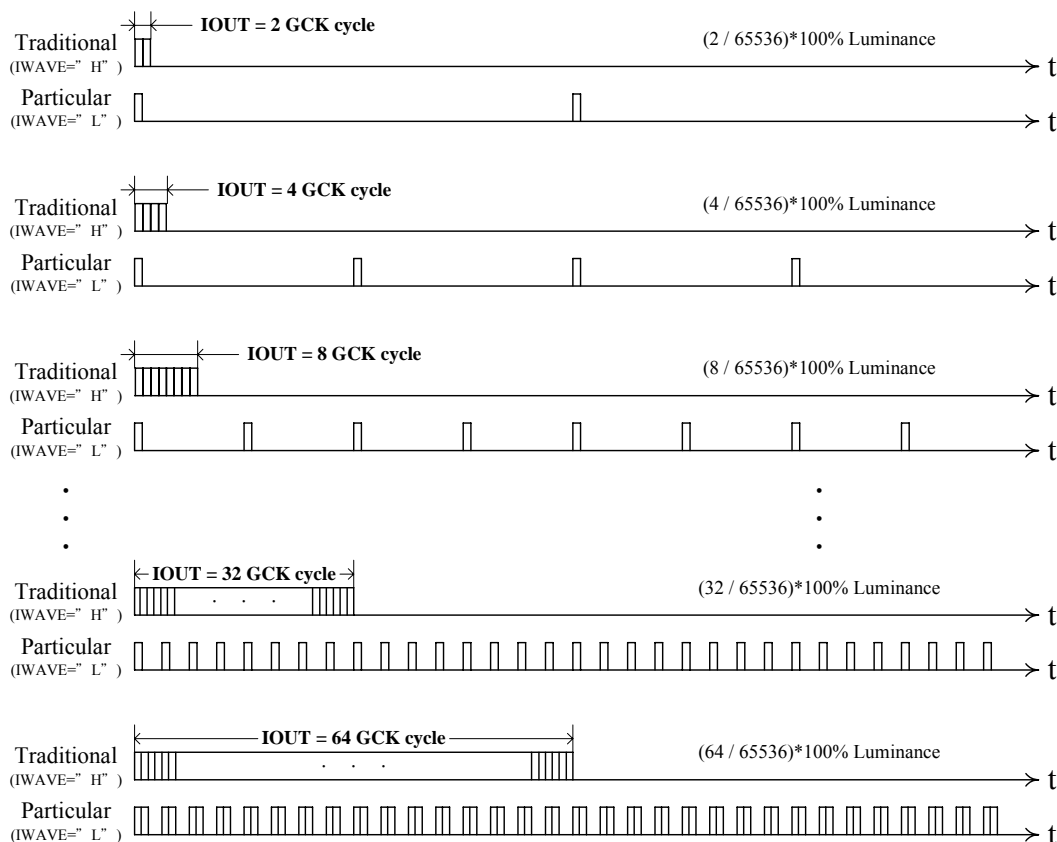 IOUT = 2 GCK cycle
Traditional (2 / 65536)*100% Luminance
(IWAVE=”H”) t
Particular
(IWAVE=”L”) t
IOUT = 4 GCK cycle
Traditional (4 / 65536)*100% Luminance
(IWAVE=”H”) t
Particular
(IWAVE=”L”) t
IOUT = 8 GCK cycle
Traditional (8 / 65536)*100% Luminance
(IWAVE=”H”) t
Particular
(IWAVE=”L”) t
IOUT = 32 GCK cycle
Traditional (32 / 65536)*100% Luminance
(IWAVE=”H”) t
Particular
(IWAVE=”L”) t
IOUT = 64 GCK cycle
Traditional (64 / 65536)*100% Luminance
(IWAVE=”H”) t
Particular
(IWAVE=”L”) t